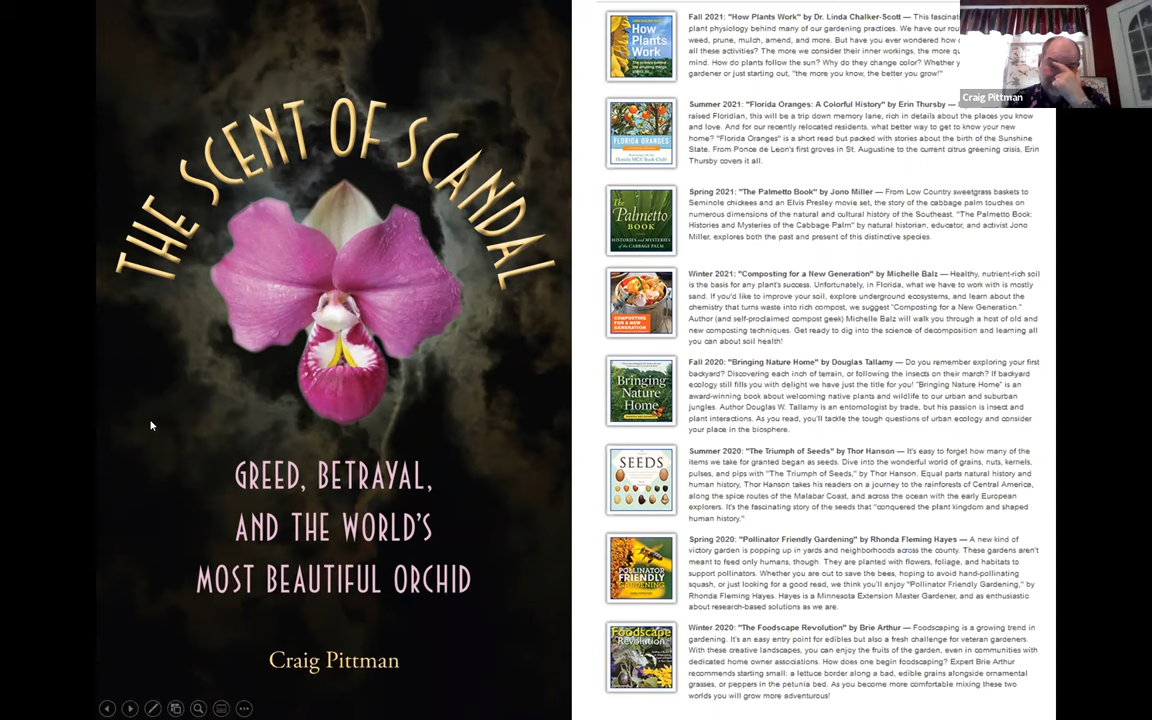 THE SCENT OF SCANDAL
GREED, BETRAYAL,
AND THE WORLD'S
MOST BEAUTIFUL ORCHID
Craig Pittman
How
Plants
Work
Fall 2021: "How Plants Work" by Dr. Linda Chalker-Scott — This fascinat
plant physiology behind many of our gardening practices. We have our rou
weed, prune, mulch, amend, and more. But have you ever wondered how
all these activities? The more we consider their inner workings, the more qu
mind. How do plants follow the sun? Why do they change color? Whether y
gardener or just starting out, "the more you know, the better you grow!"
Craig Pittman
FLORIDA ORANGES
Summer 2021: "Florida Oranges: A Colorful History" by Erin Thursby —
raised Floridian, this will be a trip down memory lane, rich in details about the places you know
and love. And for our recently relocated residents, what better way to get to know your new
home? "Florida Oranges" is a short read but packed with stories about the birth of the Sunshine
State. From Ponce de Leon's first groves in St. Augustine to the current citrus greening crisis, Erin
Thursby covers it all.
The
Palmetto
BOOK
HISTORIES and MYSTERIES
of the CABBAGE PALM
Spring 2021: "The Palmetto Book" by Jono Miller — From Low Country sweetgrass baskets to
Seminole chickees and an Elvis Presley movie set, the story of the cabbage palm touches on
numerous dimensions of the natural and cultural history of the Southeast. "The Palmetto Book:
Histories and Mysteries of the Cabbage Palm" by natural historian, educator, and activist Jono
Miller, explores both the past and present of this distinctive species.
COMPOSTING
FOR A NEW
GENERATION
Winter 2021: "Composting for a New Generation" by Michelle Balz — Healthy, nutrient-rich soil
is the basis for any plant's success. Unfortunately, in Florida, what we have to work with is mostly
sand. If you'd like to improve your soil, explore underground ecosystems, and learn about the
chemistry that turns waste into rich compost, we suggest "Composting for a New Generation."
Author (and self-proclaimed compost geek) Michelle Balz will walk you through a host of old and
new composting techniques. Get ready to dig into the science of decomposition and learning all
you can about soil health!
Bringing
Nature
Home
Fall 2020: "Bringing Nature Home" by Douglas Tallamy — Do you remember exploring your first
backyard? Discovering each inch of terrain, or following the insects on their march? If backyard
ecology still fills you with delight we have just the title for you! "Bringing Nature Home" is an
award-winning book about welcoming native plants and wildlife to our urban and suburban
jungles. Author Douglas W. Tallamy is an entomologist by trade, but his passion is insect and
plant interactions. As you read, you'll tackle the tough questions of urban ecology and consider
your place in the biosphere.
SEEDS
Summer 2020: "The Triumph of Seeds" by Thor Hanson — It's easy to forget how many of the
items we take for granted began as seeds. Dive into the wonderful world of grains, nuts, kernels,
pulses, and pips with "The Triumph of Seeds," by Thor Hanson. Equal parts natural history and
human history, Thor Hanson takes his readers on a journey to the rainforests of Central America,
along the spice routes of the Malabar Coast, and across the ocean with the early European
explorers. It's the fascinating story of the seeds that "conquered the plant kingdom and shaped
human history."
POLLINATOR
FRIENDLY
GARDENING
Spring 2020: "Pollinator Friendly Gardening" by Rhonda Fleming Hayes — A new kind of
victory garden is popping up in yards and neighborhoods across the county. These gardens aren't
meant to feed only humans, though. They are planted with flowers, foliage, and habitats to
support pollinators. Whether you are out to save the bees, hoping to avoid hand-pollinating
squash, or just looking for a good read, we think you'll enjoy "Pollinator Friendly Gardening," by
Rhonda Fleming Hayes. Hayes is a Minnesota Extension Master Gardener, and as enthusiastic
about research-based solutions as we are.
Foodscape
Revolution
Winter 2020: "The Foodscape Revolution" by Brie Arthur — Foodscaping is a growing trend in
gardening. It's an easy entry point for edibles but also a fresh challenge for veteran gardeners.
With these creative landscapes, you can enjoy the fruits of the garden, even in communities with
dedicated home owner associations. How does one begin foodscaping? Expert Brie Arthur
recommends starting small: a lettuce border along a bad, edible grains alongside ornamental
grasses, or peppers in the petunia bed. As you become more comfortable mixing these two
worlds you will grow more adventurous!